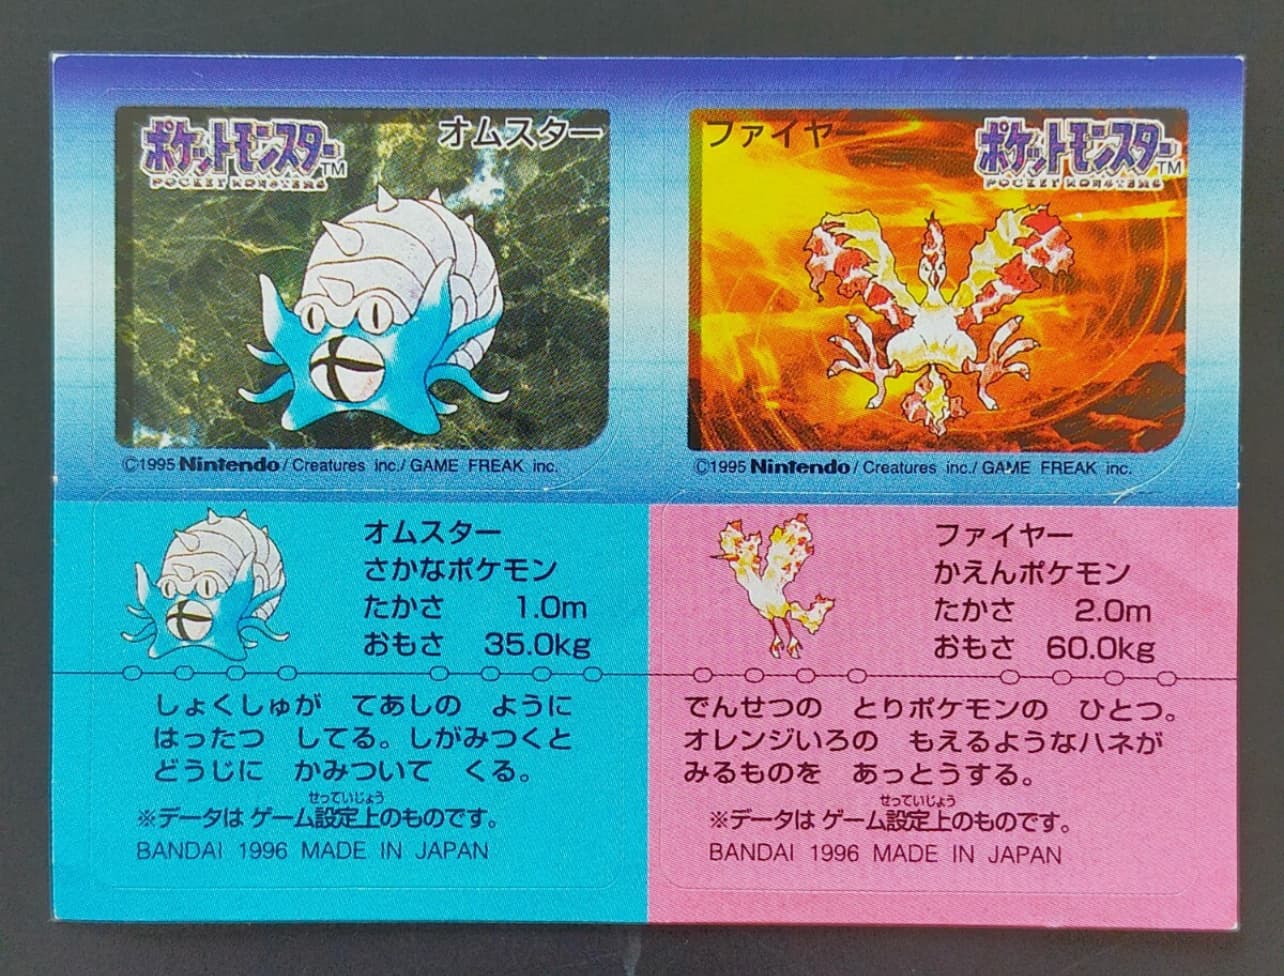 ポケットモンスター™
POCKET MONSTERS
オムスター
©1995 Nintendo/Creatures inc./GAME FREAK inc.
ファイヤー
ポケットモンスター™
POCKET MONSTERS
©1995 Nintendo/Creatures inc./GAME FREAK inc.
オムスター
さかなポケモン
たかさ 1.0m
おもさ 35.0kg
しょくしゅが てあしの ように
はったつ してる。しがみつくと
どうじに かみついて くる。
せっていじょう
※データは ゲーム設定上のものです。
BANDAI 1996 MADE IN JAPAN
ファイヤー
かえんポケモン
たかさ 2.0m
おもさ 60.0kg
でんせつの とりポケモンの ひとつ。
オレンジいろの もえるようなハネが
みるものを あっとうする。
せっていじょう
※データは ゲーム設定上のものです。
BANDAI 1996 MADE IN JAPAN